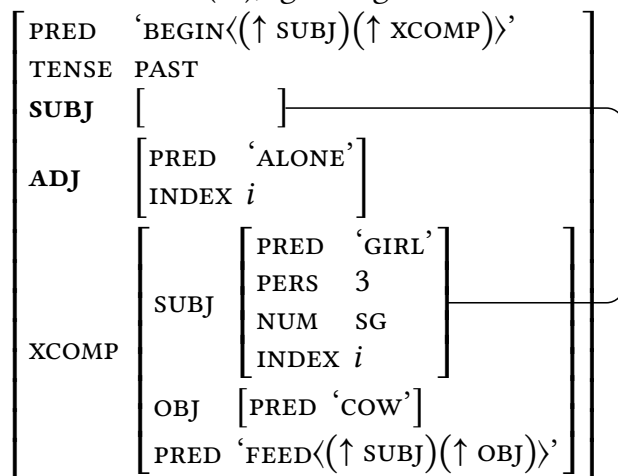 PRED ‘BEGIN⟨(↑ SUBJ)(↑ XCOMP)⟩’
TENSE PAST
SUBJ [ ]
ADJ [PRED ‘ALONE’
INDEX i]
XCOMP [SUBJ [PRED ‘GIRL’
PERS 3
NUM SG
INDEX i]
OBJ [PRED ‘COW’]
PRED ‘FEED⟨(↑ SUBJ)(↑ OBJ)⟩’]